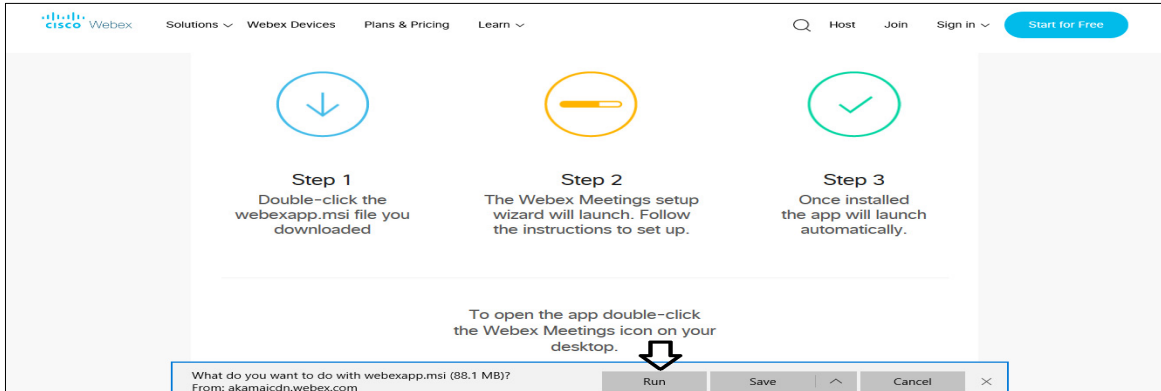 CISCO Webex Solutions Webex Devices Plans & Pricing Learn Host Join Sign in Start for Free
Step 1
Double-click the
webexapp.msi file you
downloaded
Step 2
The Webex Meetings setup
wizard will launch. Follow
the instructions to set up.
Step 3
Once installed
the app will launch
automatically.
To open the app double-click
the Webex Meetings icon on your
desktop.
What do you want to do with webexapp.msi (88.1 MB)?
From: akamaicdn.webex.com
Run Save Cancel